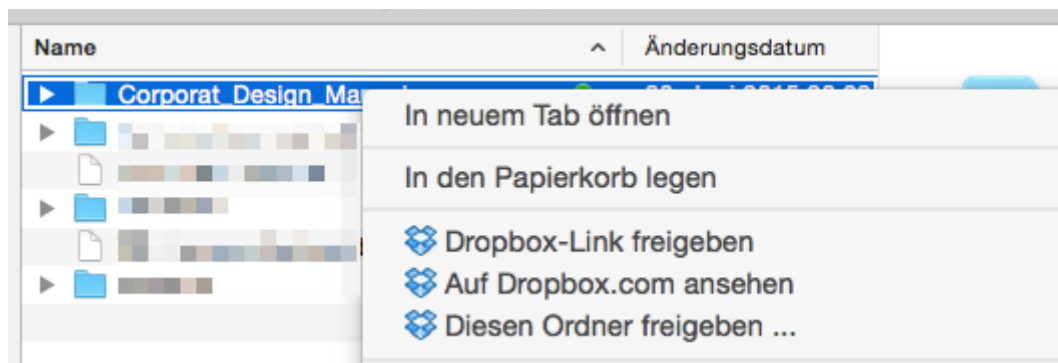 Name
Änderungsdatum
Corporat_Design
In neuem Tab öffnen
In den Papierkorb legen
Dropbox-Link freigeben
Auf Dropbox.com ansehen
Diesen Ordner freigeben ...